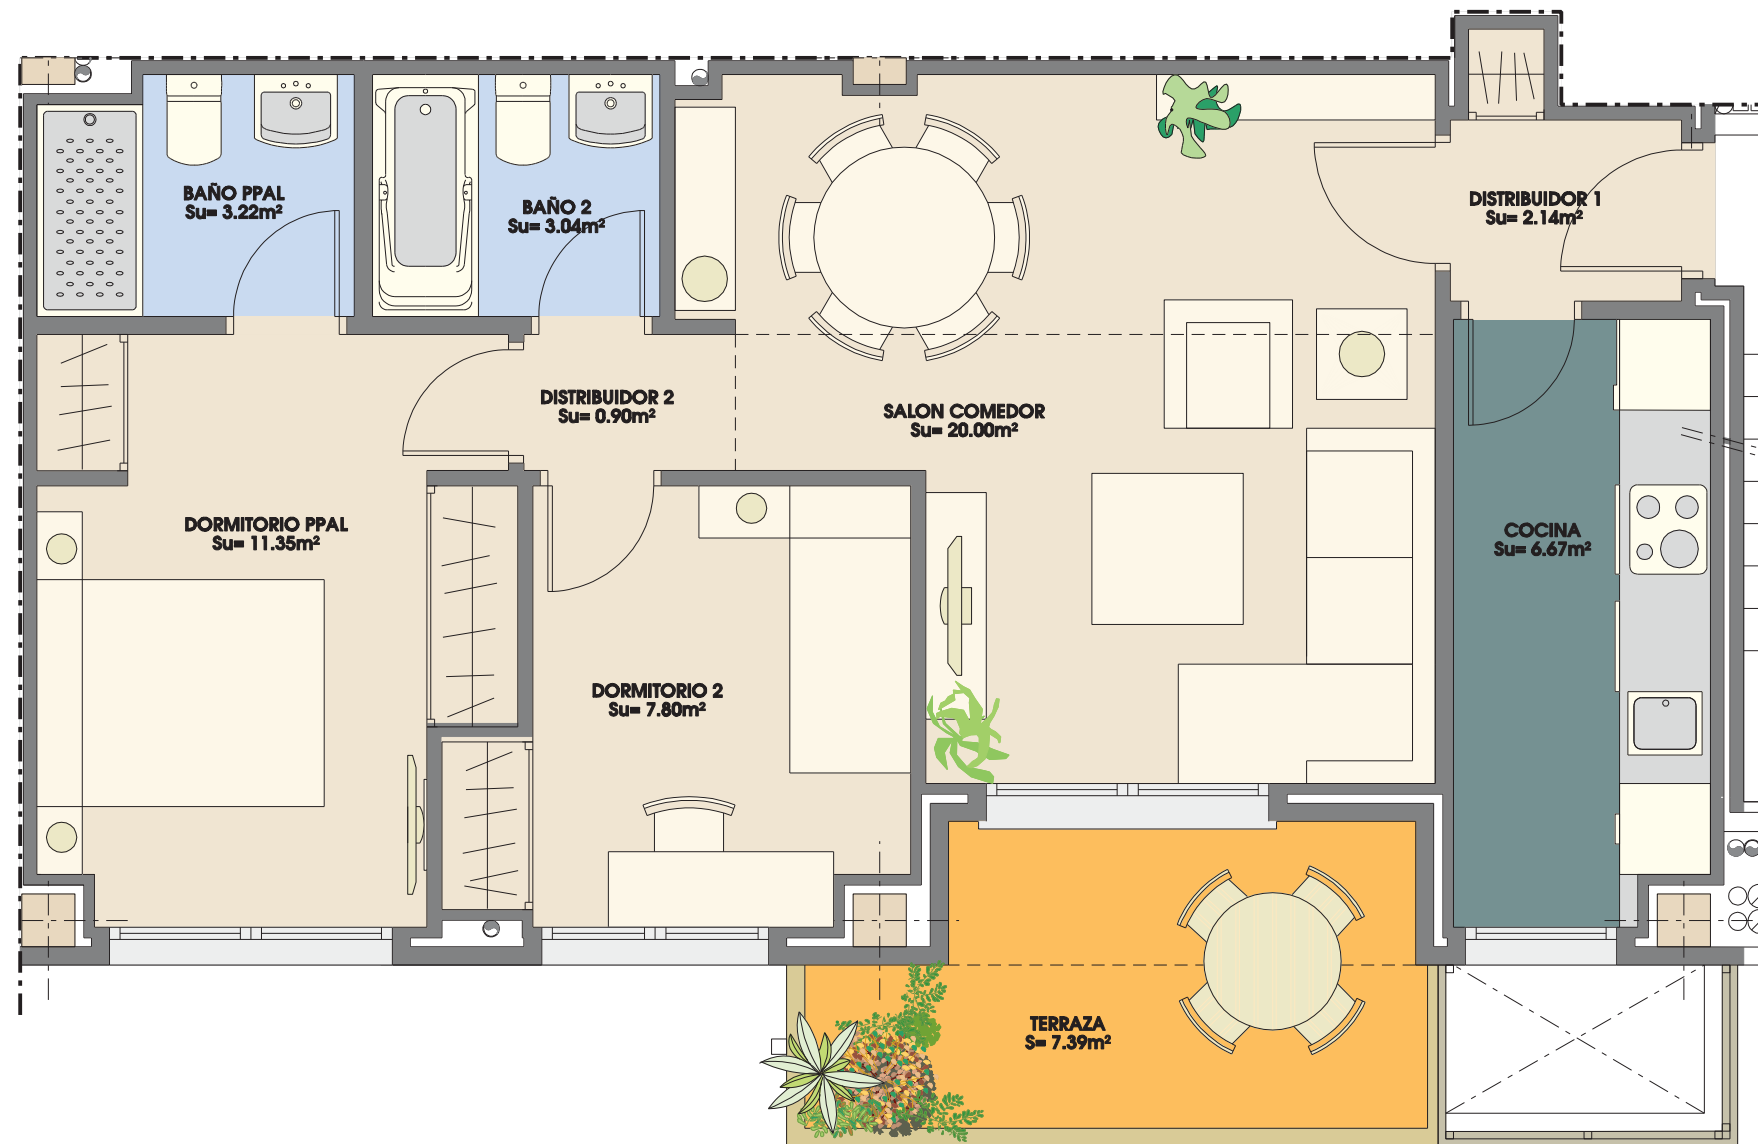 BAÑO PPAL
Su= 3.22m²
BAÑO 2
Su= 3.04m²
DISTRIBUIDOR 1
Su= 2.14m²
DISTRIBUIDOR 2
Su= 0.90m²
SALON COMEDOR
Su= 20.00m²
DORMITORIO PPAL
Su= 11.35m²
COCINA
Su= 6.67m²
DORMITORIO 2
Su= 7.80m²
TERRAZA
S= 7.39m²